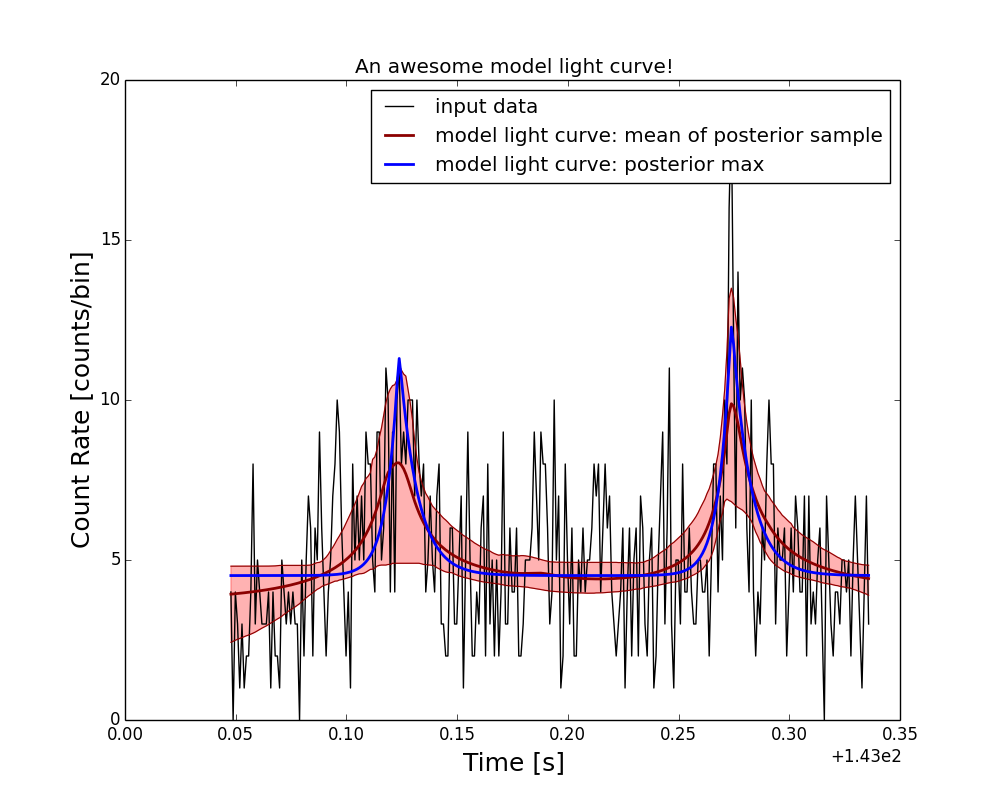 An awesome model light curve!
input data
model light curve: mean of posterior sample
model light curve: posterior max
Count Rate [counts/bin]
20
15
10
5
0
0.00 0.05 0.10 0.15 0.20 0.25 0.30 0.35
+1.43e2
Time [s]